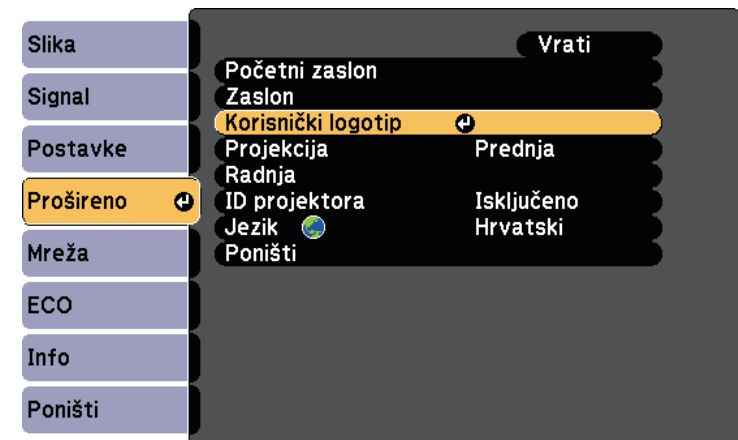 Slika
Signal
Postavke
Prošireno
Mreža
ECO
Info
Poništi
Vrati
Početni zaslon
Zaslon
Korisnički logotip
Projekcija Prednja
Radnja
ID projektora Isključeno
Jezik Hrvatski
Poništi